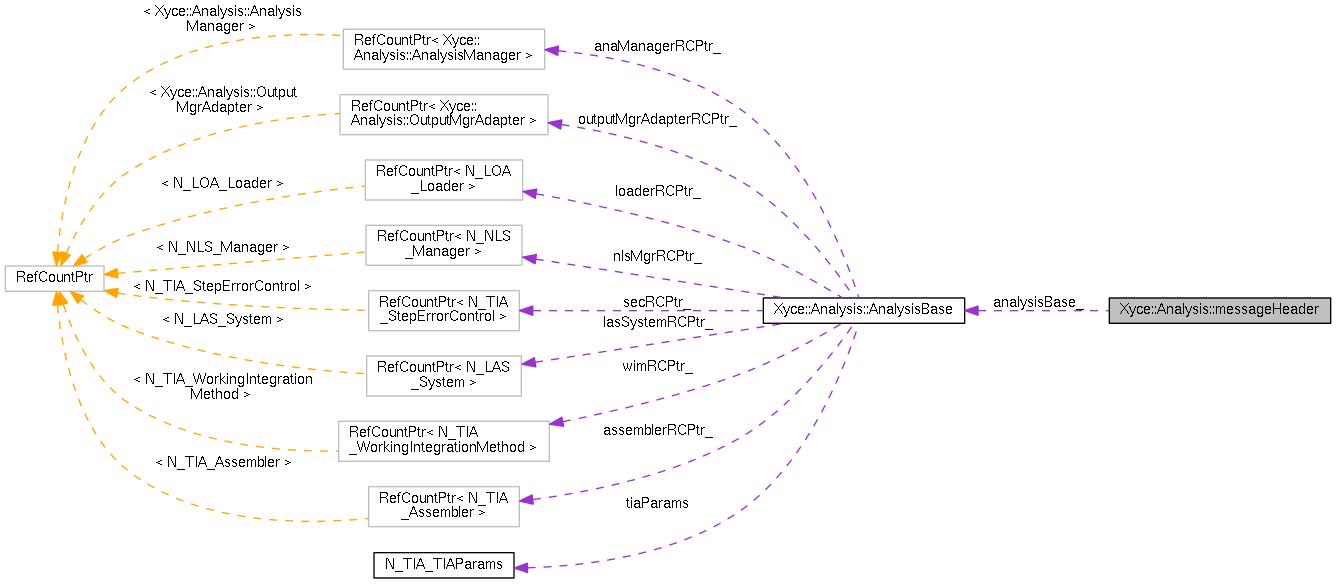 < Xyce::Analysis::Analysis
Manager >
RefCountPtr< Xyce::
Analysis::AnalysisManager >
anaManagerRCPtr_
< Xyce::Analysis::Output
MgrAdapter >
RefCountPtr< Xyce::
Analysis::OutputMgrAdapter >
outputMgrAdapterRCPtr_
< N_LOA_Loader >
RefCountPtr< N_LOA
_Loader >
loaderRCPtr_
< N_NLS_Manager >
RefCountPtr< N_NLS
_Manager >
nlsMgrRCPtr_
RefCountPtr
< N_TIA_StepErrorControl >
RefCountPtr< N_TIA
_StepErrorControl >
secRCPtr_
Xyce::Analysis::AnalysisBase
analysisBase_
Xyce::Analysis::messageHeader
< N_LAS_System >
RefCountPtr< N_LAS
_System >
lasSystemRCPtr_
< N_TIA_WorkingIntegration
Method >
RefCountPtr< N_TIA
_WorkingIntegrationMethod >
wimRCPtr_
< N_TIA_Assembler >
RefCountPtr< N_TIA
_Assembler >
assemblerRCPtr_
N_TIA_TIAParams
tiaParams